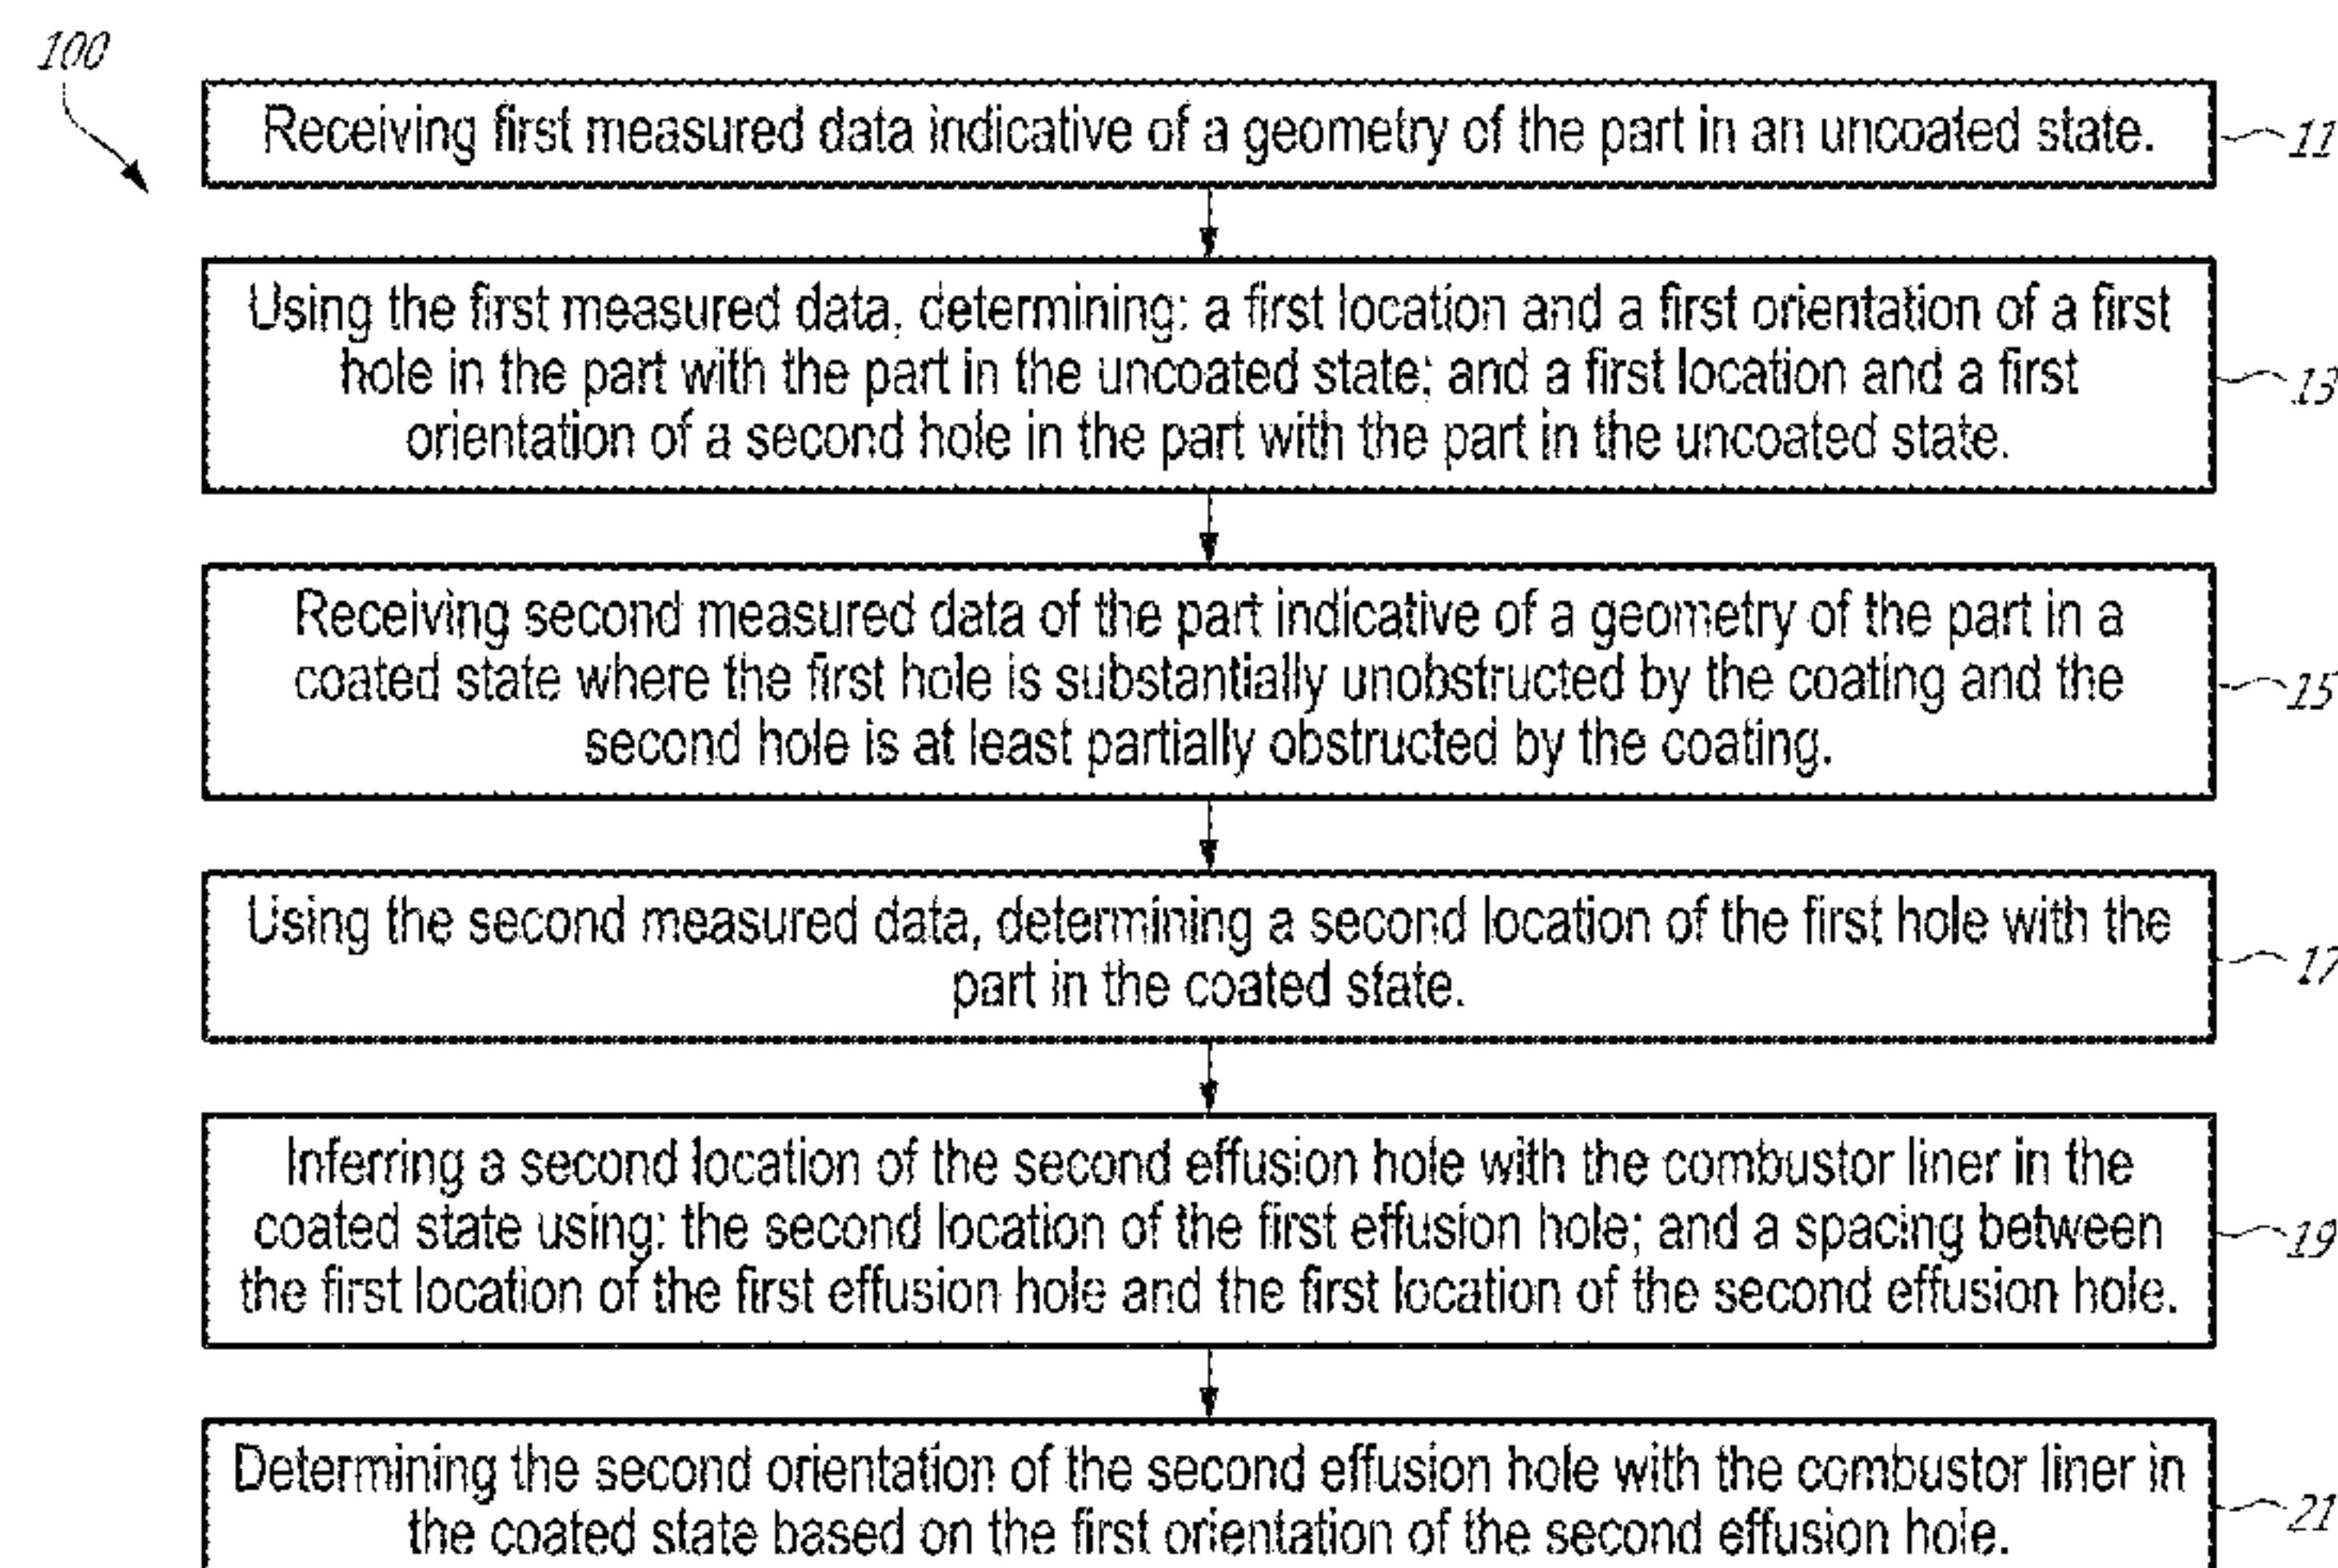 100
Receiving first measured data indicative of a geometry of the part in an uncoated state.
11
Using the first measured data, determining: a first location and a first orientation of a first
hole in the part with the part in the uncoated state; and a first location and a first
13
orientation of a second hole in the part with the part in the uncoated state.
Receiving second measured data of the part indicative of a geometry of the part in a
coated state where the first hole is substantially unobstructed by the coating and the
15
second hole is at least partially obstructed by the coating.
Using the second measured data, determining a second location of the first hole with the
17
part in the coated state.
Inferring a second location of the second effusion hole with the combustor liner in the
coated state using: the second location of the first effusion hole; and a spacing between
19
the first location of the first effusion hole and the first location of the second effusion hole.
Determining the second orientation of the second effusion hole with the combustor liner in
21
the coated state based on the first orientation of the second effusion hole.